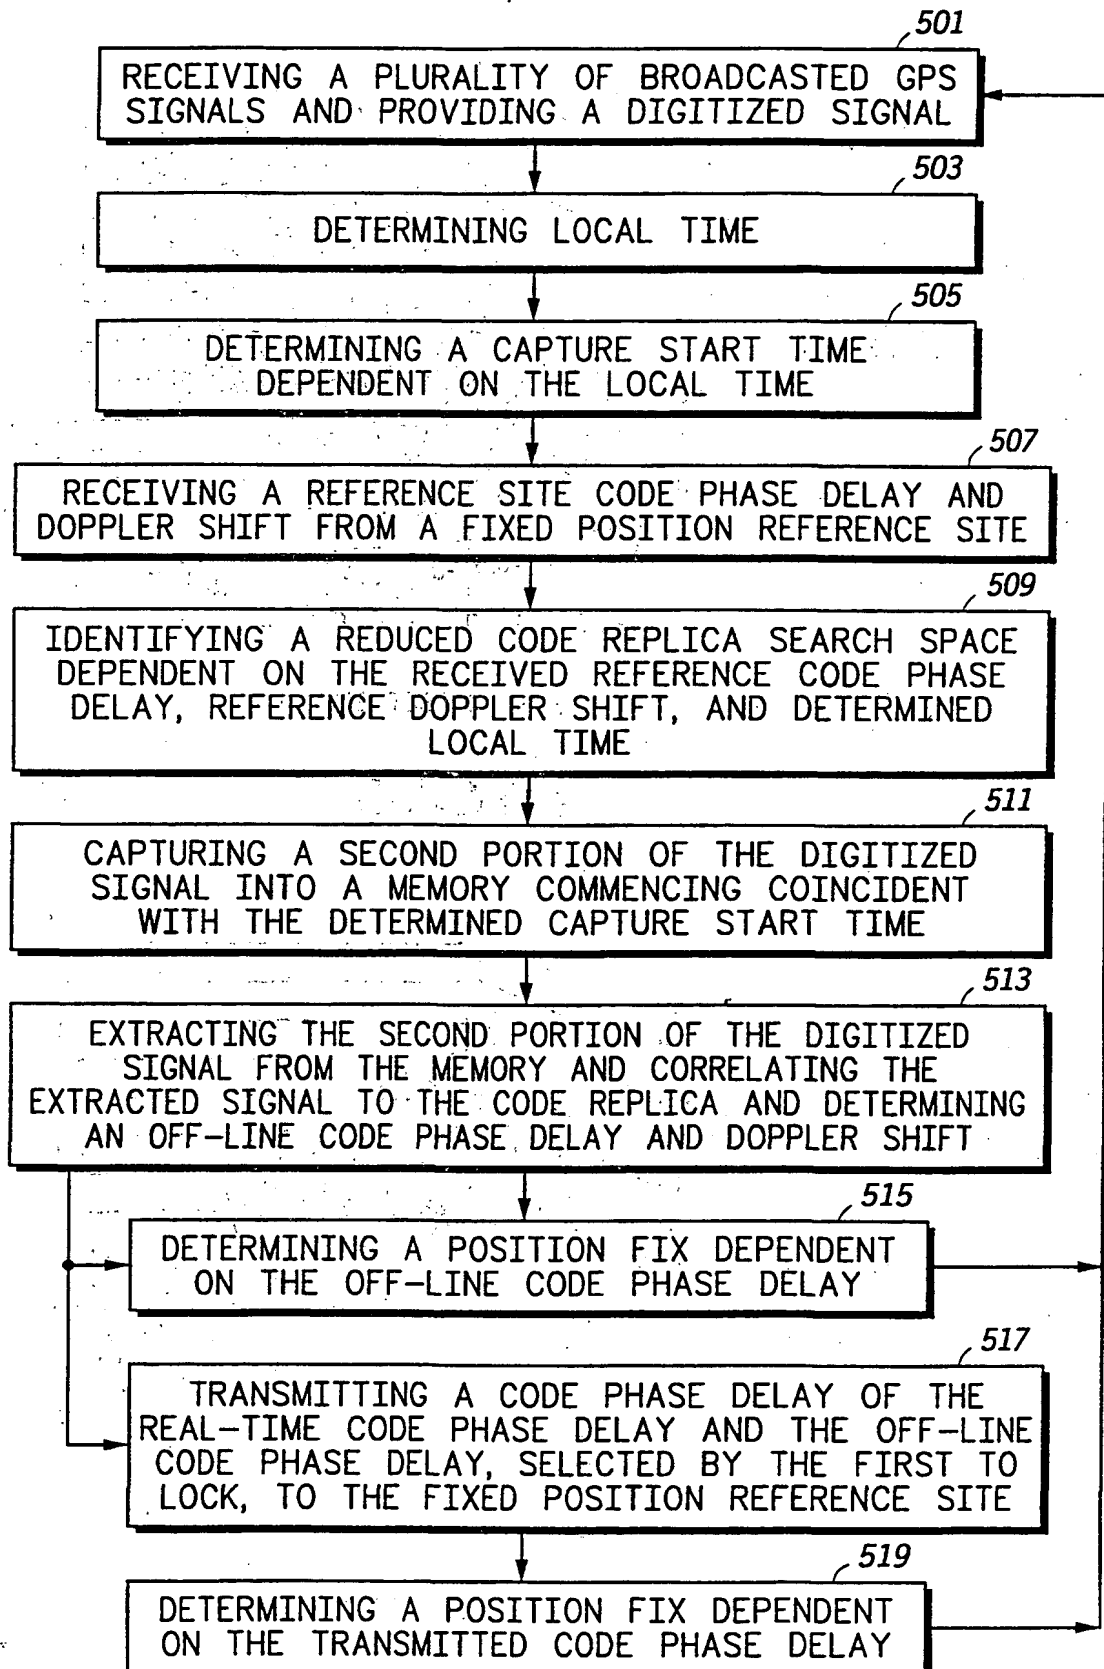 501
RECEIVING A PLURALITY OF BROADCASTED GPS
SIGNALS AND PROVIDING A DIGITIZED SIGNAL
503
DETERMINING LOCAL TIME
505
DETERMINING A CAPTURE START TIME
DEPENDENT ON THE LOCAL TIME
507
RECEIVING A REFERENCE SITE CODE PHASE DELAY AND
DOPPLER SHIFT FROM A FIXED POSITION REFERENCE SITE
509
IDENTIFYING A REDUCED CODE REPLICA SEARCH SPACE
DEPENDENT ON THE RECEIVED REFERENCE CODE PHASE
DELAY, REFERENCE DOPPLER SHIFT, AND DETERMINED
LOCAL TIME
511
CAPTURING A SECOND PORTION OF THE DIGITIZED
SIGNAL INTO A MEMORY COMMENCING COINCIDENT
WITH THE DETERMINED CAPTURE START TIME
513
EXTRACTING THE SECOND PORTION OF THE DIGITIZED
SIGNAL FROM THE MEMORY AND CORRELATING THE
EXTRACTED SIGNAL TO THE CODE REPLICA AND DETERMINING
AN OFF-LINE CODE PHASE DELAY AND DOPPLER SHIFT
515
DETERMINING A POSITION FIX DEPENDENT
ON THE OFF-LINE CODE PHASE DELAY
517
TRANSMITTING A CODE PHASE DELAY OF THE
REAL-TIME CODE PHASE DELAY AND THE OFF-LINE
CODE PHASE DELAY, SELECTED BY THE FIRST TO
LOCK, TO THE FIXED POSITION REFERENCE SITE
519
DETERMINING A POSITION FIX DEPENDENT
ON THE TRANSMITTED CODE PHASE DELAY